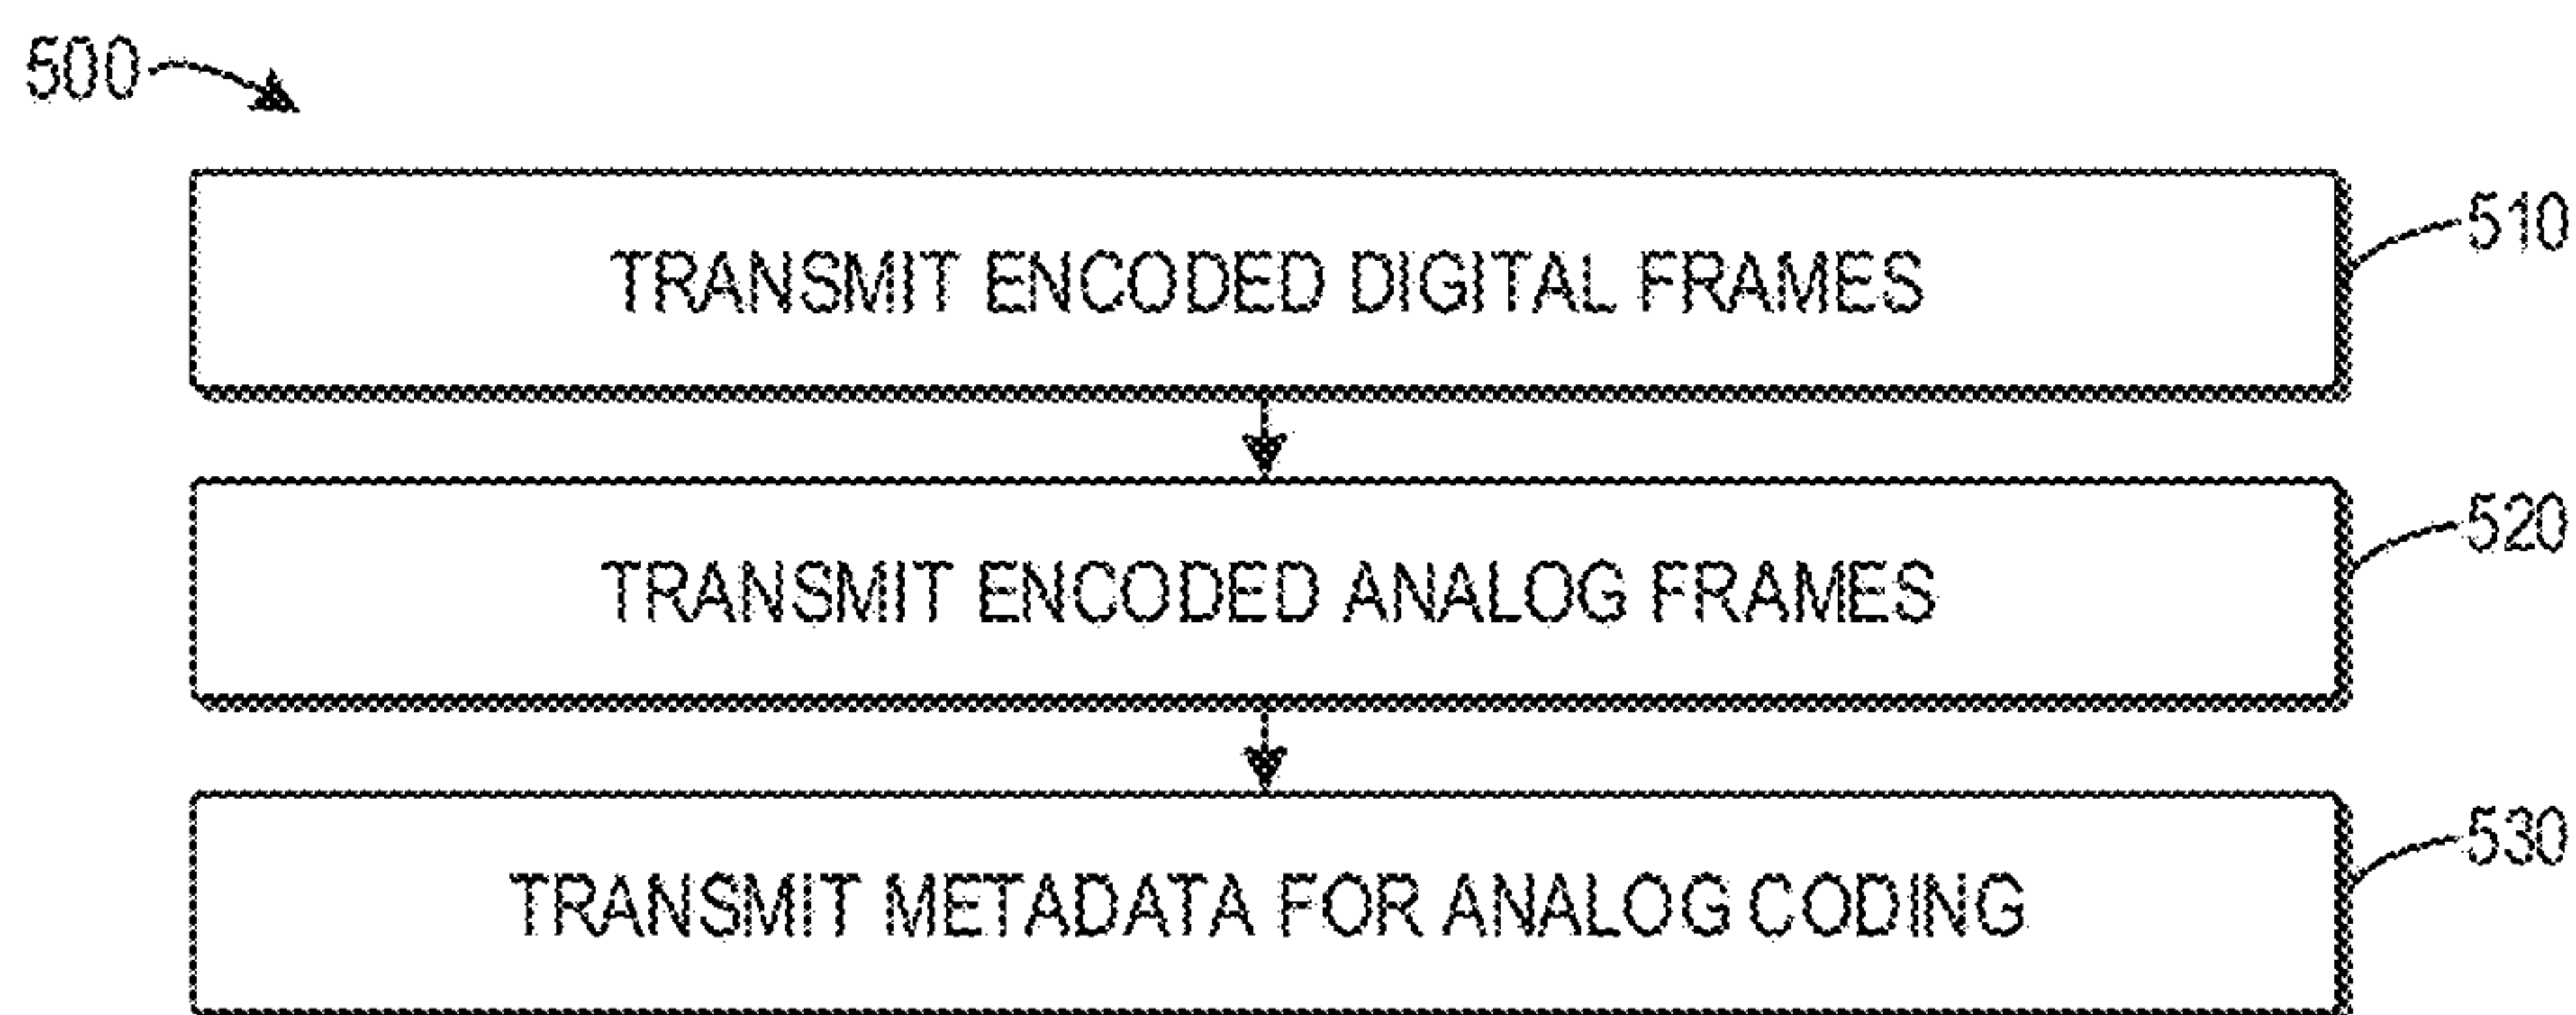 500
TRANSMIT ENCODED DIGITAL FRAMES
510
TRANSMIT ENCODED ANALOG FRAMES
520
TRANSMIT METADATA FOR ANALOG CODING
530